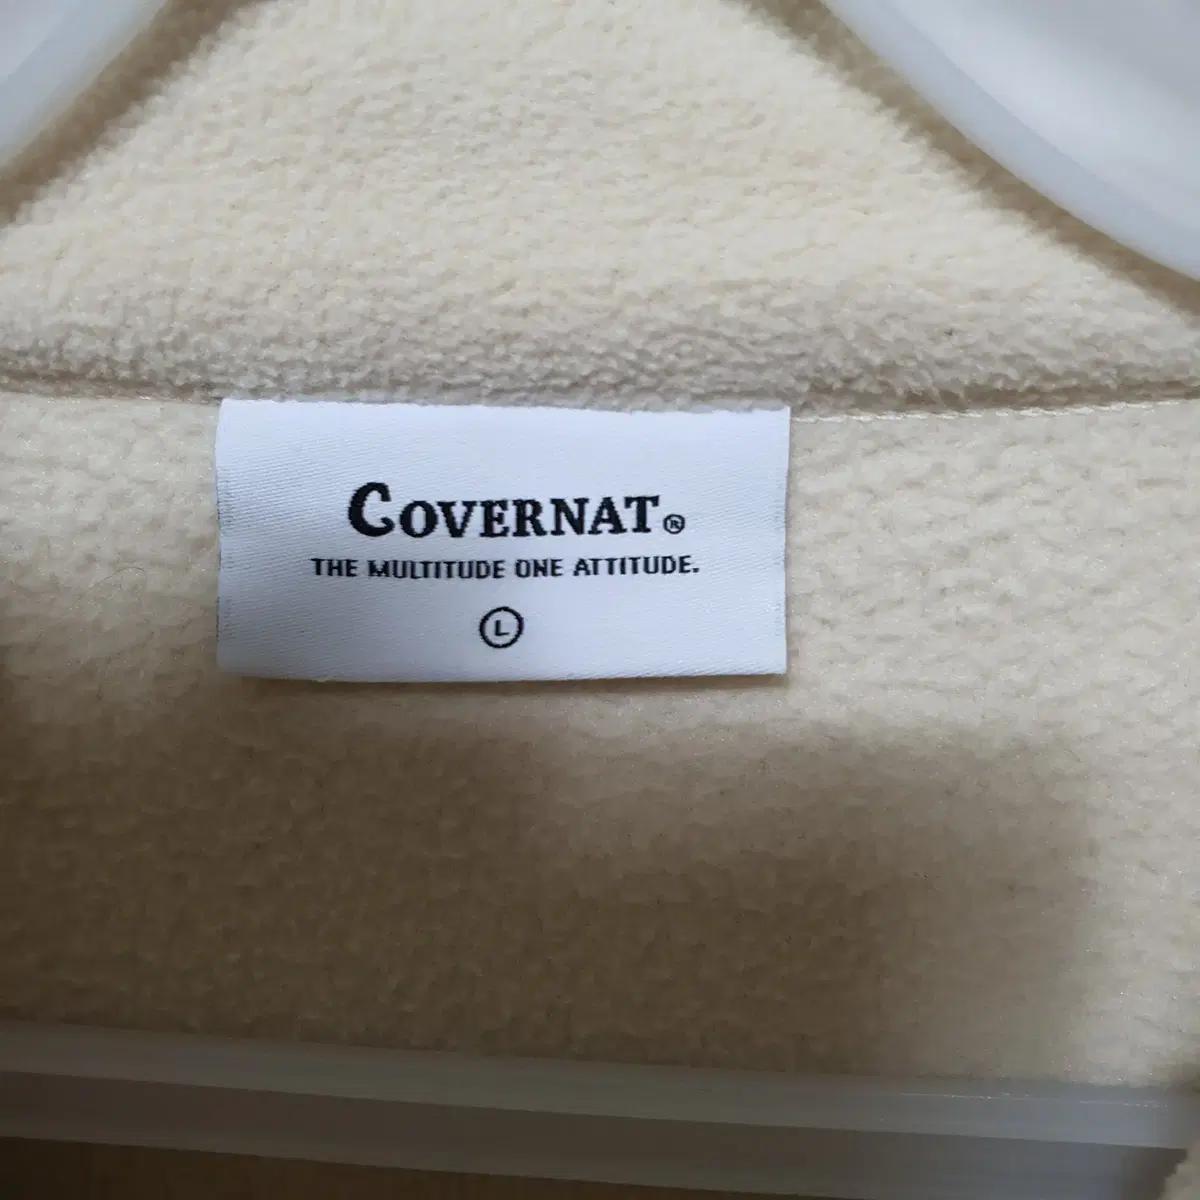 COVERNAT®
THE MULTITUDE ONE ATTITUDE.
L